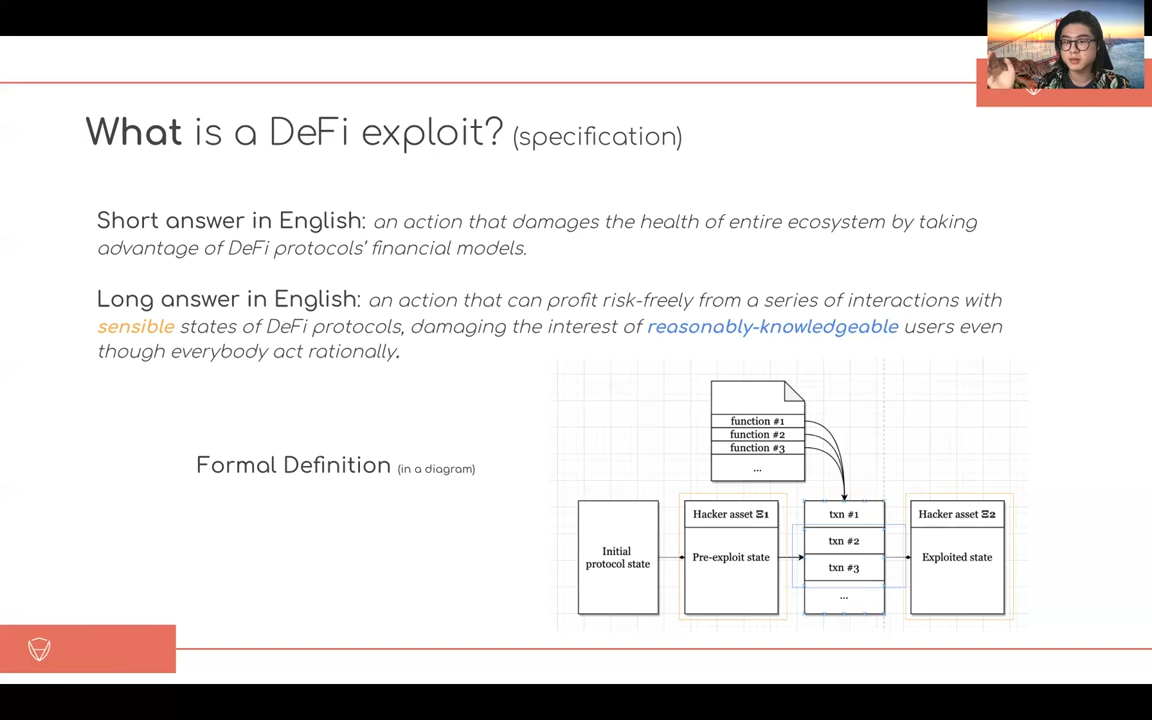 What is a DeFi exploit? (specification)
Short answer in English: an action that damages the health of entire ecosystem by taking
advantage of DeFi protocols' financial models.
Long answer in English: an action that can profit risk-freely from a series of interactions with
sensible states of DeFi protocols, damaging the interest of reasonably-knowledgeable users even
though everybody act rationally.
Formal Definition (in a diagram)
function #1
function #2
function #3
...
Initial
protocol state
Hacker asset Ξ1
Pre-exploit state
txn #1
txn #2
txn #3
...
Hacker asset Ξ2
Exploited state